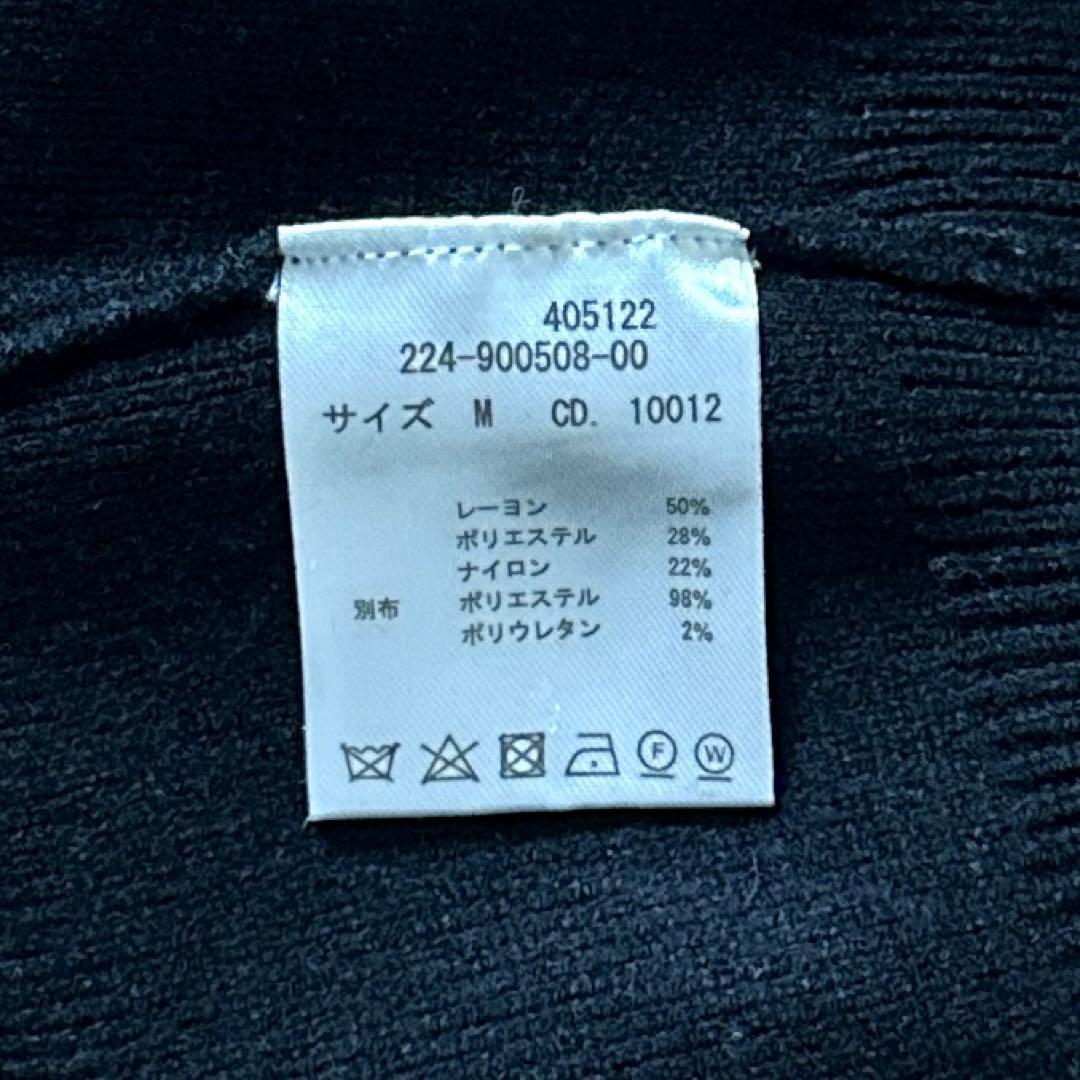 405122
224-900508-00
サイズ M CD. 10012
レーヨン 50%
ポリエステル 28%
ナイロン 22%
別布 ポリエステル 98%
ポリウレタン 2%
F W